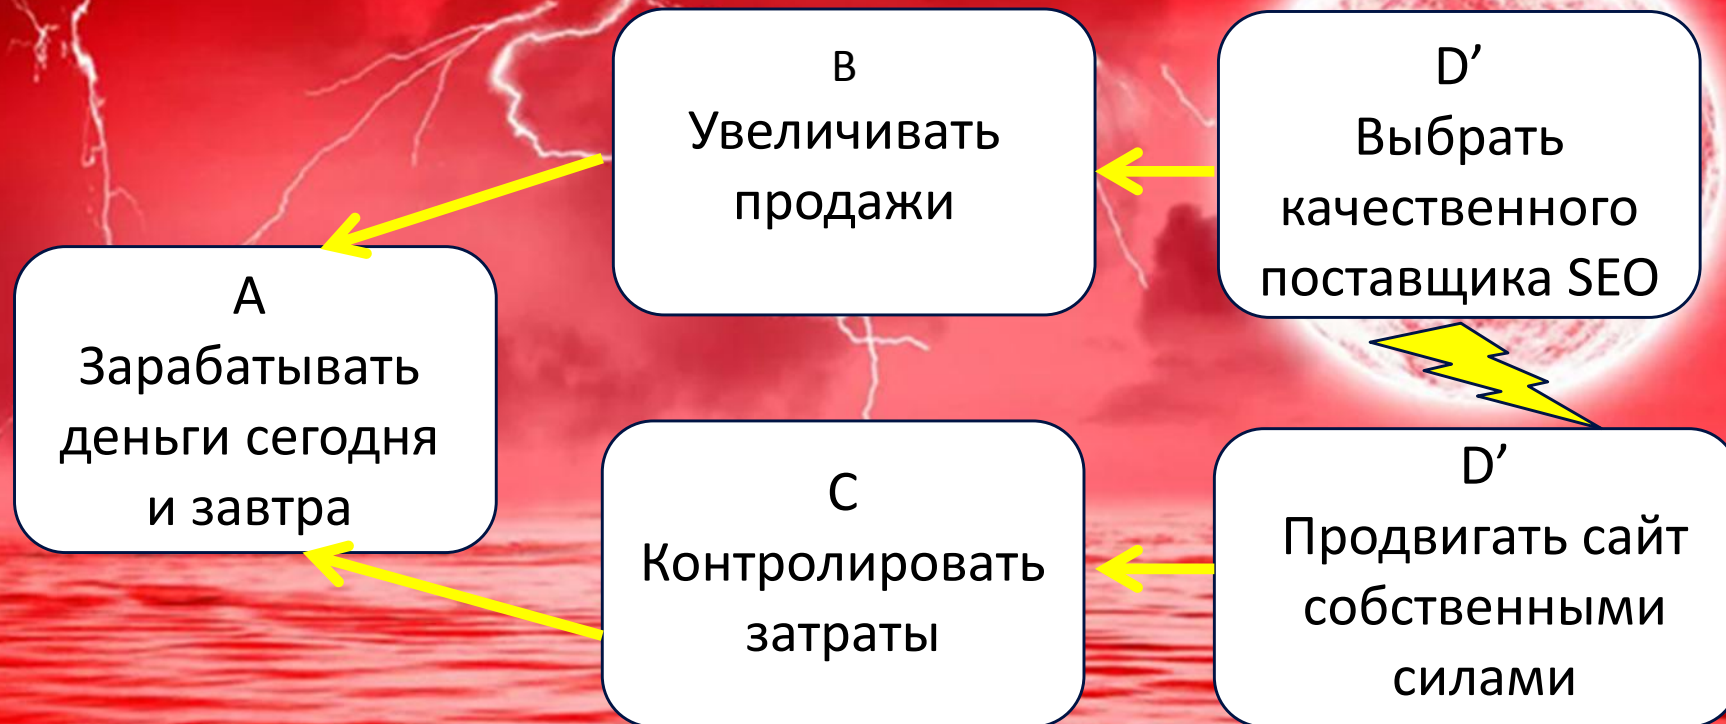 B
Увеличивать
продажи
D’
Выбрать
качественного
поставщика SEO
A
Зарабатывать
деньги сегодня
и завтра
C
Контролировать
затраты
D’
Продвигать сайт
собственными
силами